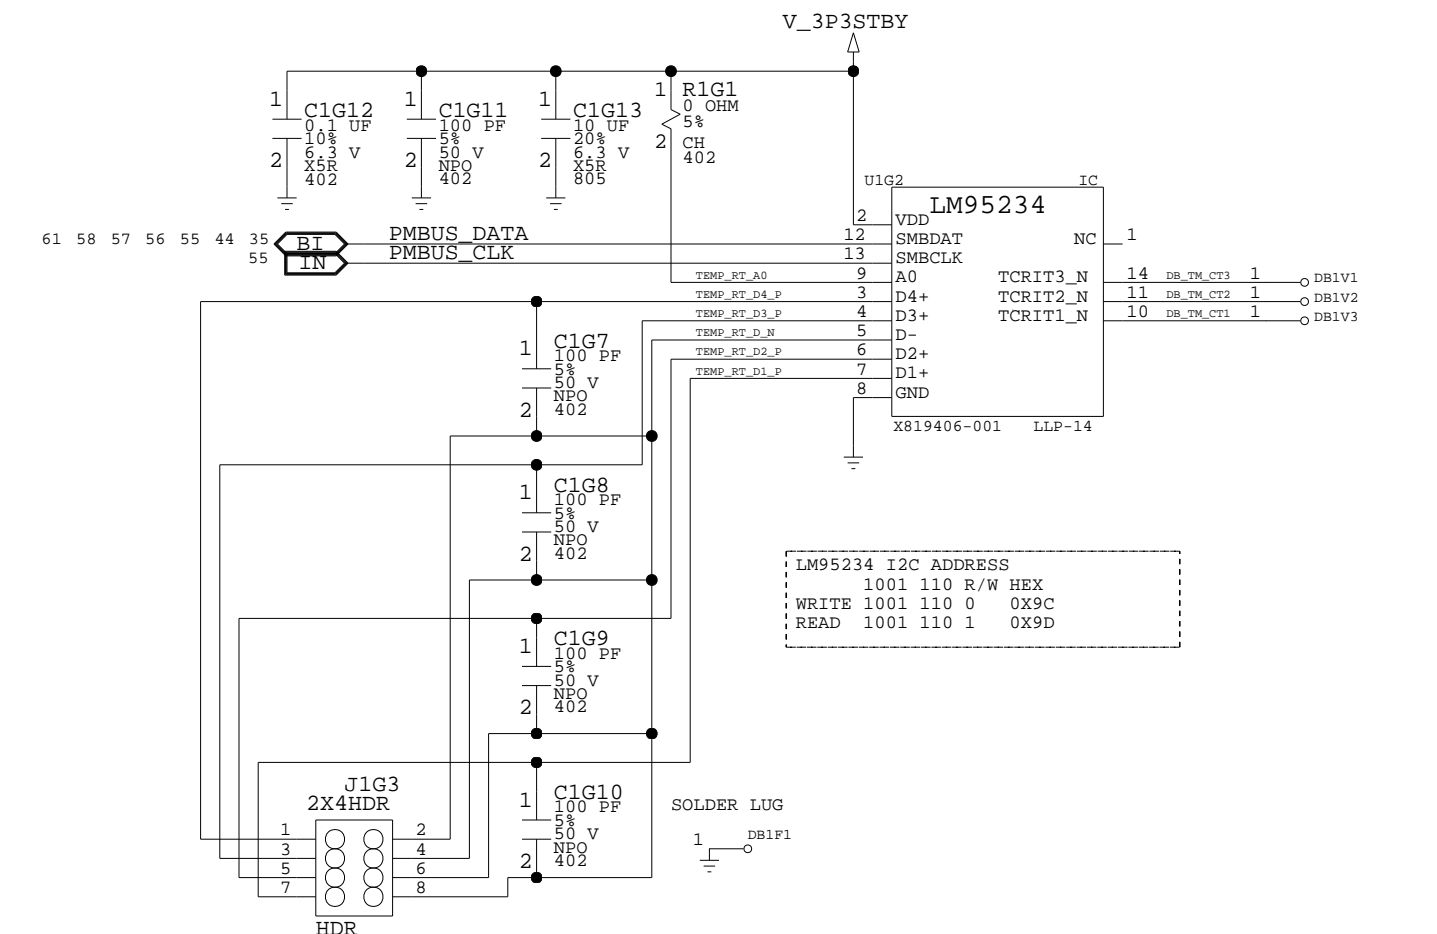 V_3P3STBY
1 C1G12
0.1 UF
10%
6.3 V
2 X5R
402
1 C1G11
100 PF
5%
50 V
2 NPO
402
1 C1G13
10 UF
20%
6.3 V
2 X5R
805
1 R1G1
0 OHM
5%
2 CH
402
U1G2 IC
LM95234
2 VDD
12 SMBDAT
13 SMBCLK
9 A0
3 D4+
4 D3+
5 D-
6 D2+
7 D1+
8 GND
NC 1
TCRIT3_N 14 DB_TM_CT3 1 DB1V1
TCRIT2_N 11 DB_TM_CT2 1 DB1V2
TCRIT1_N 10 DB_TM_CT1 1 DB1V3
X819406-001 LLP-14
61 58 57 56 55 44 35 BI PMBUS_DATA
55 IN PMBUS_CLK
TEMP_RT_A0
TEMP_RT_D4_P
TEMP_RT_D3_P
TEMP_RT_D_N
TEMP_RT_D2_P
TEMP_RT_D1_P
1 C1G7
100 PF
5%
50 V
NPO
2 402
1 C1G8
100 PF
5%
50 V
NPO
2 402
1 C1G9
100 PF
5%
50 V
NPO
2 402
1 C1G10
100 PF
5%
50 V
NPO
2 402
LM95234 I2C ADDRESS
1001 110 R/W HEX
WRITE 1001 110 0 0X9C
READ 1001 110 1 0X9D
J1G3
2X4HDR
1 2
3 4
5 6
7 8
HDR
SOLDER LUG
1 DB1F1